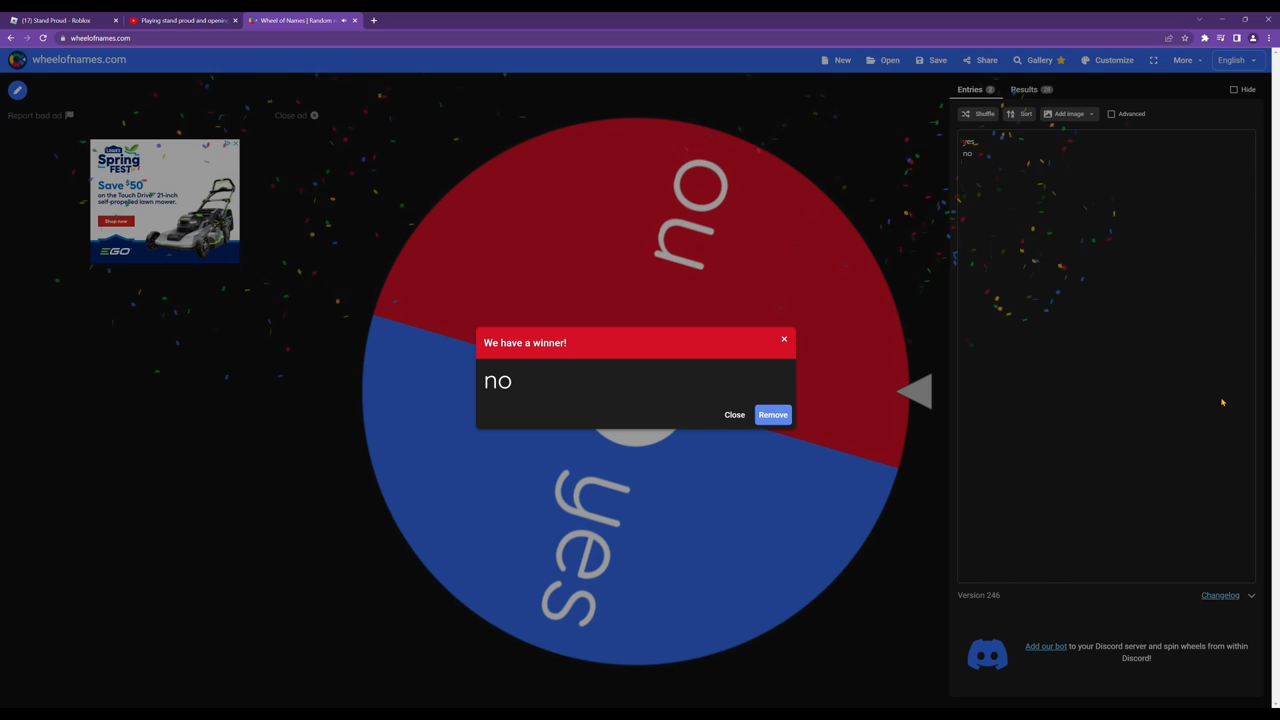 (17) Stand Proud - Roblox
Playing stand proud and opening
Wheel of Names | Random n
wheelofnames.com
wheelofnames.com
New
Open
Save
Share
Gallery
Customize
More
English
Report bad ad
Close ad
Entries 2
Results
Hide
Shuffle
Sort
Add image
Advanced
yes
no
LOWE'S
Spring
FEST
Save $50
on the Touch Drive 21-inch
self-propelled lawn mower.
Shop now
EGO
no
We have a winner!
no
Close
Remove
yes
Version 246
Changelog
Add our bot to your Discord server and spin wheels from within
Discord!